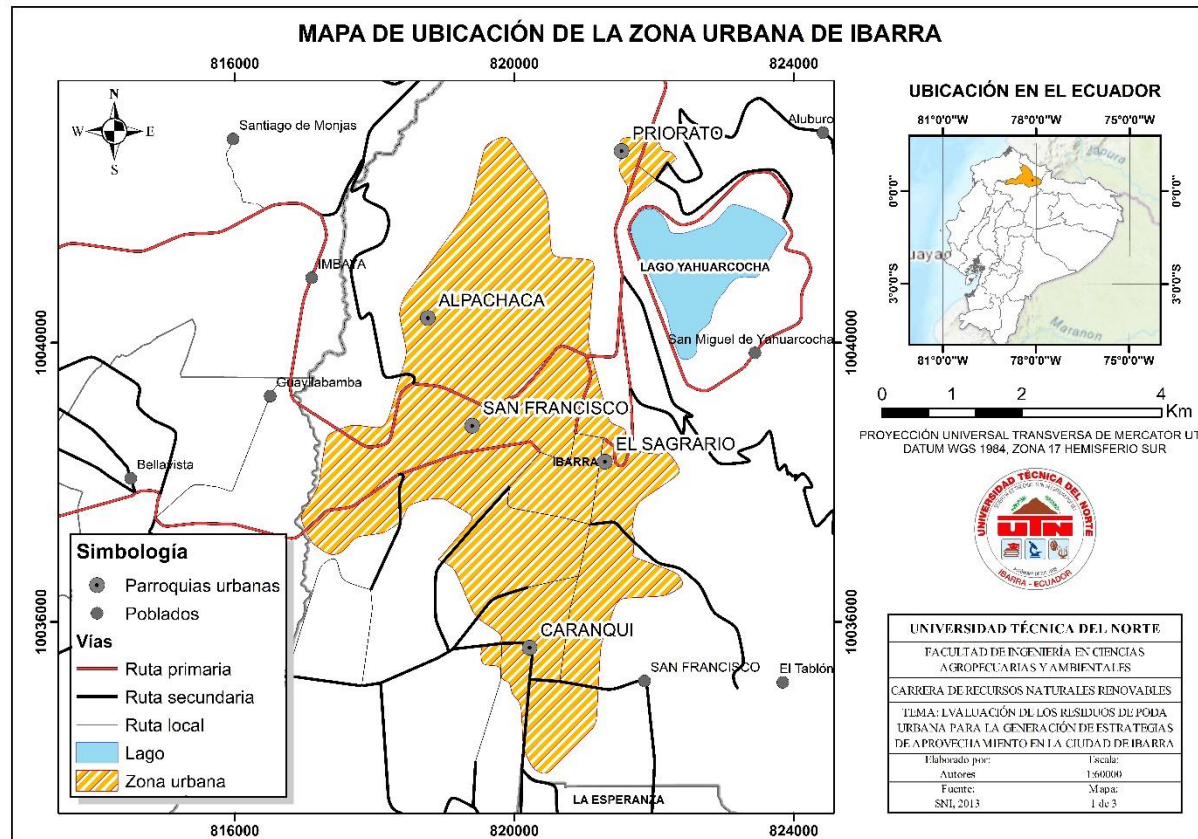 MAPA DE UBICACIÓN DE LA ZONA URBANA DE IBARRA
816000
820000
824000
N
W
E
S
Santiago de Monjas
PRIORATO
Aluburo
IMBAYA
LAGO YAHUARCOCHA
ALPACHACA
San Miguel de Yahuarcocha
Guayllabamba
SAN FRANCISCO
EL SAGRARIO
IBARRA
Bellavista
CARANQUI
SAN FRANCISCO
El Tablón
LA ESPERANZA
10040000
10036000
10040000
10036000
816000
820000
824000
Simbología
Parroquias urbanas
Poblados
Vías
Ruta primaria
Ruta secundaria
Ruta local
Lago
Zona urbana
UBICACIÓN EN EL ECUADOR
81°0'0"W
78°0'0"W
75°0'0"W
0°0'0"
3°0'0"S
0°0'0"
3°0'0"S
Japura
uayaq
Maranon
81°0'0"W
78°0'0"W
75°0'0"W
0 1 2 4
Km
PROYECCIÓN UNIVERSAL TRANSVERSA DE MERCATOR UT
DATUM WGS 1984, ZONA 17 HEMISFERIO SUR
UNIVERSIDAD TÉCNICA DEL NORTE
UTN
IBARRA - ECUADOR
UNIVERSIDAD TÉCNICA DEL NORTE
FACULTAD DE INGENIERÍA EN CIENCIAS
AGROPECUARIAS Y AMBIENTALES
CARRERA DE RECURSOS NATURALES RENOVABLES
TEMA: EVALUACIÓN DE LOS RESIDUOS DE PODA
URBANA PARA LA GENERACIÓN DE ESTRATEGIAS
DE APROVECHAMIENTO EN LA CIUDAD DE IBARRA
Elaborado por:
Autores
Escala:
1:60000
Fuente:
SNI, 2013
Mapa:
1 de 3